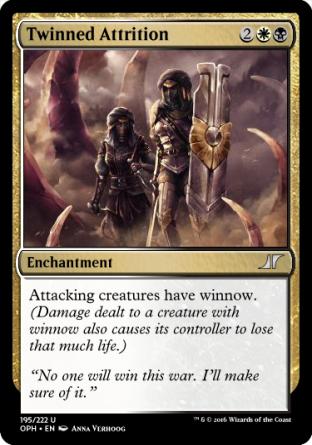 Twinned Attrition 2
Enchantment
Attacking creatures have winnow.
(Damage dealt to a creature with
winnow also causes its controller to lose
that much life.)
“No one will win this war. I’ll make
sure of it.”
195/222 U
OPH • EN Anna Verhoog
™ & © 2016 Wizards of the Coast